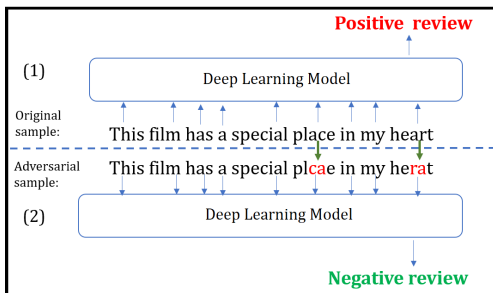 Positive review
(1)
Deep Learning Model
Original
sample:
This film has a special place in my heart
Adversarial
sample:
This film has a special plcae in my herat
(2)
Deep Learning Model
Negative review